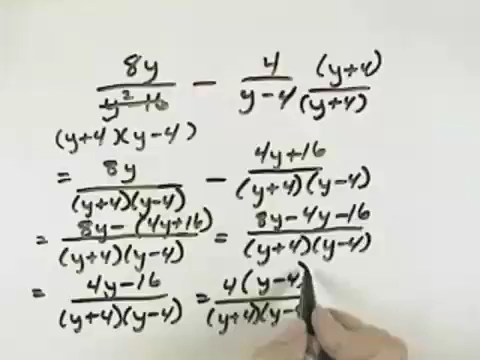 8y/(y²-16) - 4/(y-4) (y+4)/(y+4)
(y+4)(y-4)
= 8y/((y+4)(y-4)) - (4y+16)/((y+4)(y-4))
= (8y-(4y+16))/((y+4)(y-4)) = (8y-4y-16)/((y+4)(y-4))
= (4y-16)/((y+4)(y-4)) = 4(y-4)/((y+4)(y-